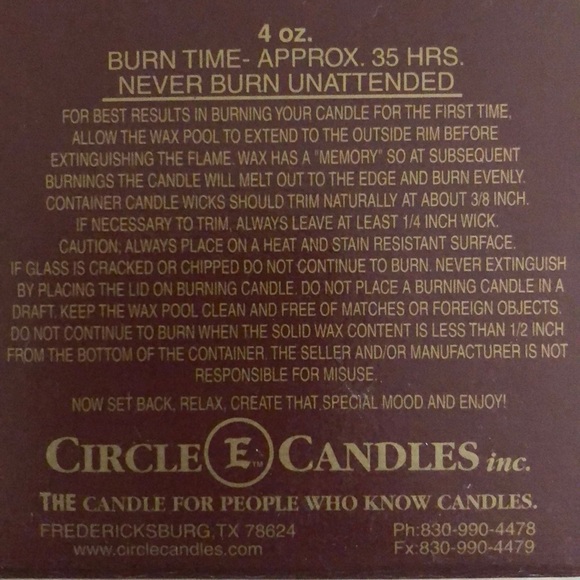 4 oz.
BURN TIME- APPROX. 35 HRS.
NEVER BURN UNATTENDED
FOR BEST RESULTS IN BURNING YOUR CANDLE FOR THE FIRST TIME,
ALLOW THE WAX POOL TO EXTEND TO THE OUTSIDE RIM BEFORE
EXTINGUISHING THE FLAME. WAX HAS A "MEMORY" SO AT SUBSEQUENT
BURNINGS THE CANDLE WILL MELT OUT TO THE EDGE AND BURN EVENLY.
CONTAINER CANDLE WICKS SHOULD TRIM NATURALLY AT ABOUT 3/8 INCH.
IF NECESSARY TO TRIM, ALWAYS LEAVE AT LEAST 1/4 INCH WICK.
CAUTION; ALWAYS PLACE ON A HEAT AND STAIN RESISTANT SURFACE.
IF GLASS IS CRACKED OR CHIPPED DO NOT CONTINUE TO BURN. NEVER EXTINGUISH
BY PLACING THE LID ON BURNING CANDLE. DO NOT PLACE A BURNING CANDLE IN A
DRAFT. KEEP THE WAX POOL CLEAN AND FREE OF MATCHES OR FOREIGN OBJECTS.
DO NOT CONTINUE TO BURN WHEN THE SOLID WAX CONTENT IS LESS THAN 1/2 INCH
FROM THE BOTTOM OF THE CONTAINER. THE SELLER AND/OR MANUFACTURER IS NOT
RESPONSIBLE FOR MISUSE.
NOW SET BACK, RELAX, CREATE THAT SPECIAL MOOD AND ENJOY!
CIRCLE E™ CANDLES inc.
THE CANDLE FOR PEOPLE WHO KNOW CANDLES.
FREDERICKSBURG,TX 78624 Ph:830-990-4478
www.circlecandles.com Fx:830-990-4479